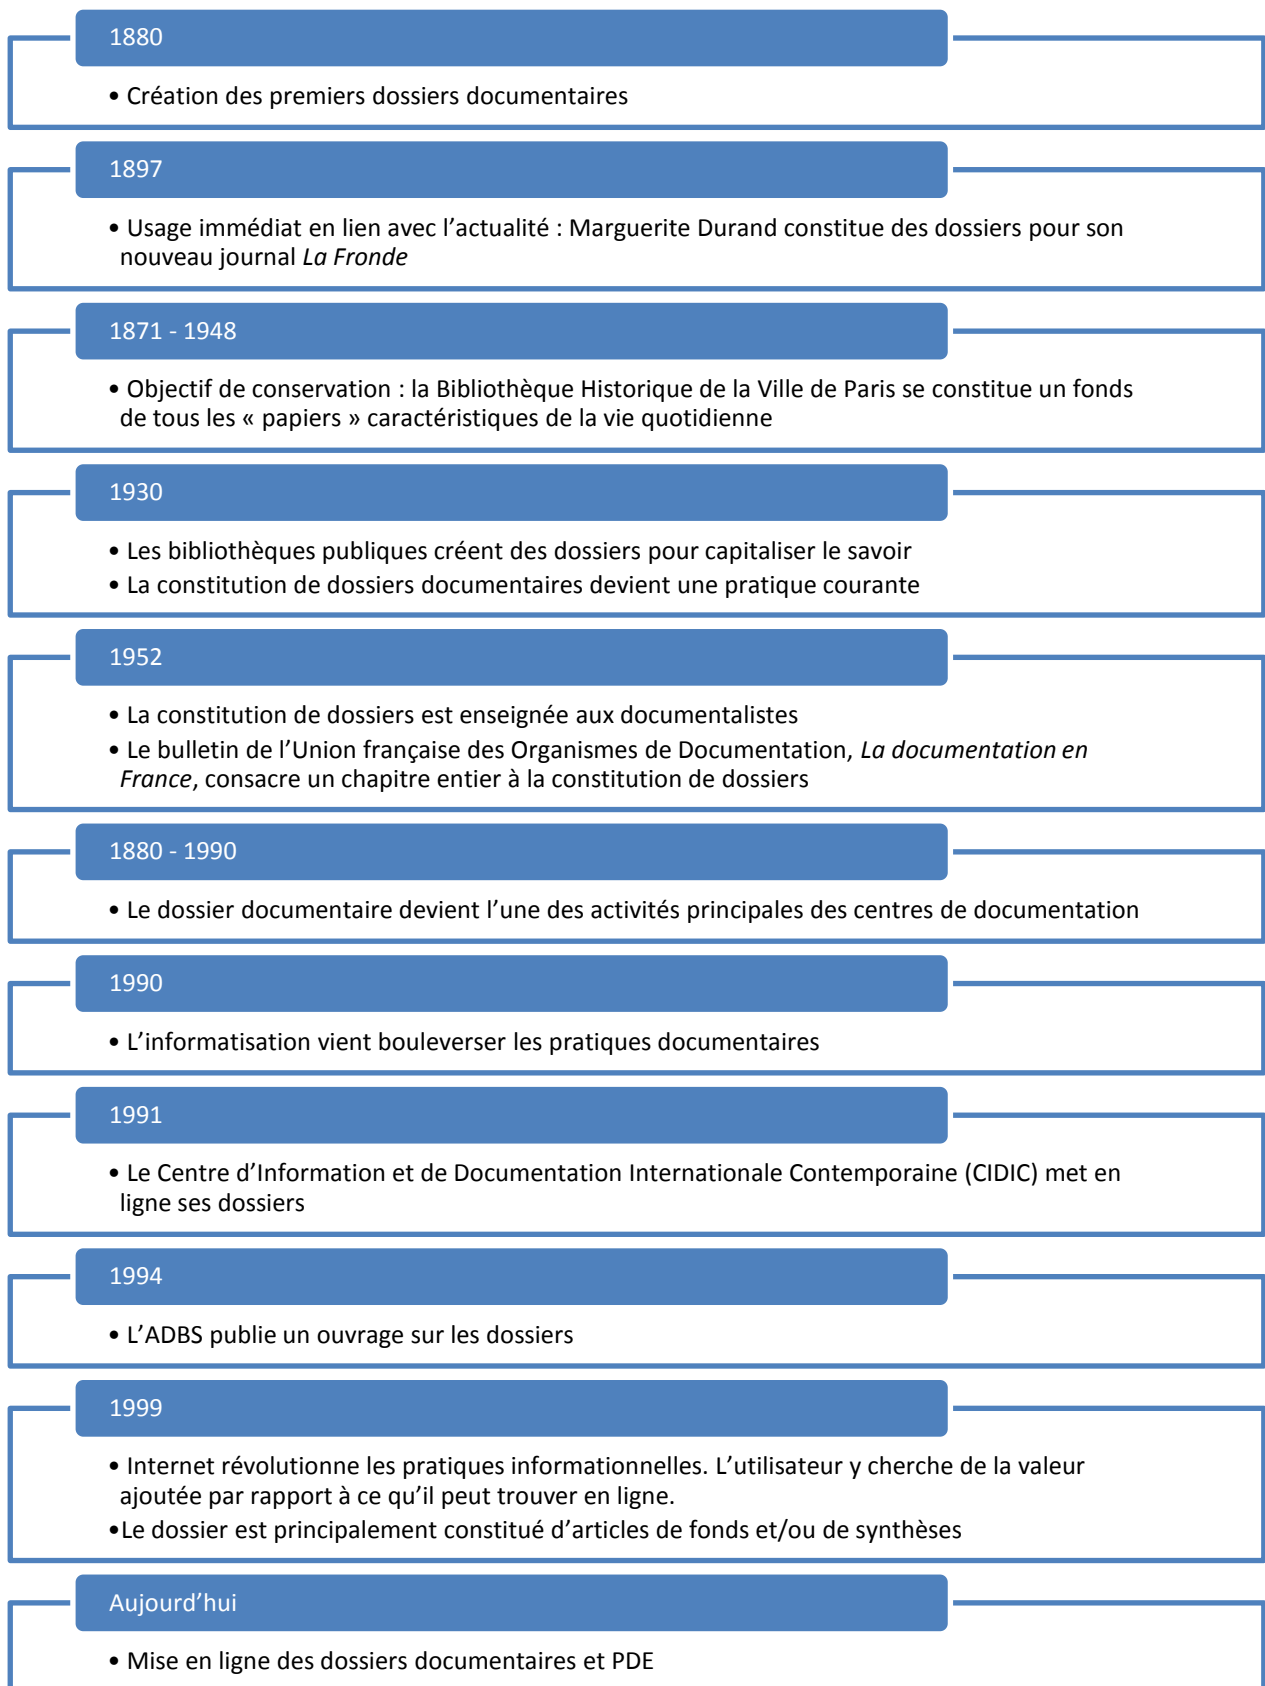 1880
• Création des premiers dossiers documentaires
1897
• Usage immédiat en lien avec l’actualité : Marguerite Durand constitue des dossiers pour son
nouveau journal La Fronde
1871 - 1948
• Objectif de conservation : la Bibliothèque Historique de la Ville de Paris se constitue un fonds
de tous les « papiers » caractéristiques de la vie quotidienne
1930
• Les bibliothèques publiques créent des dossiers pour capitaliser le savoir
• La constitution de dossiers documentaires devient une pratique courante
1952
• La constitution de dossiers est enseignée aux documentalistes
• Le bulletin de l’Union française des Organismes de Documentation, La documentation en
France, consacre un chapitre entier à la constitution de dossiers
1880 - 1990
• Le dossier documentaire devient l’une des activités principales des centres de documentation
1990
• L’informatisation vient bouleverser les pratiques documentaires
1991
• Le Centre d’Information et de Documentation Internationale Contemporaine (CIDIC) met en
ligne ses dossiers
1994
• L’ADBS publie un ouvrage sur les dossiers
1999
• Internet révolutionne les pratiques informationnelles. L’utilisateur y cherche de la valeur
ajoutée par rapport à ce qu’il peut trouver en ligne.
•Le dossier est principalement constitué d’articles de fonds et/ou de synthèses
Aujourd’hui
• Mise en ligne des dossiers documentaires et PDE